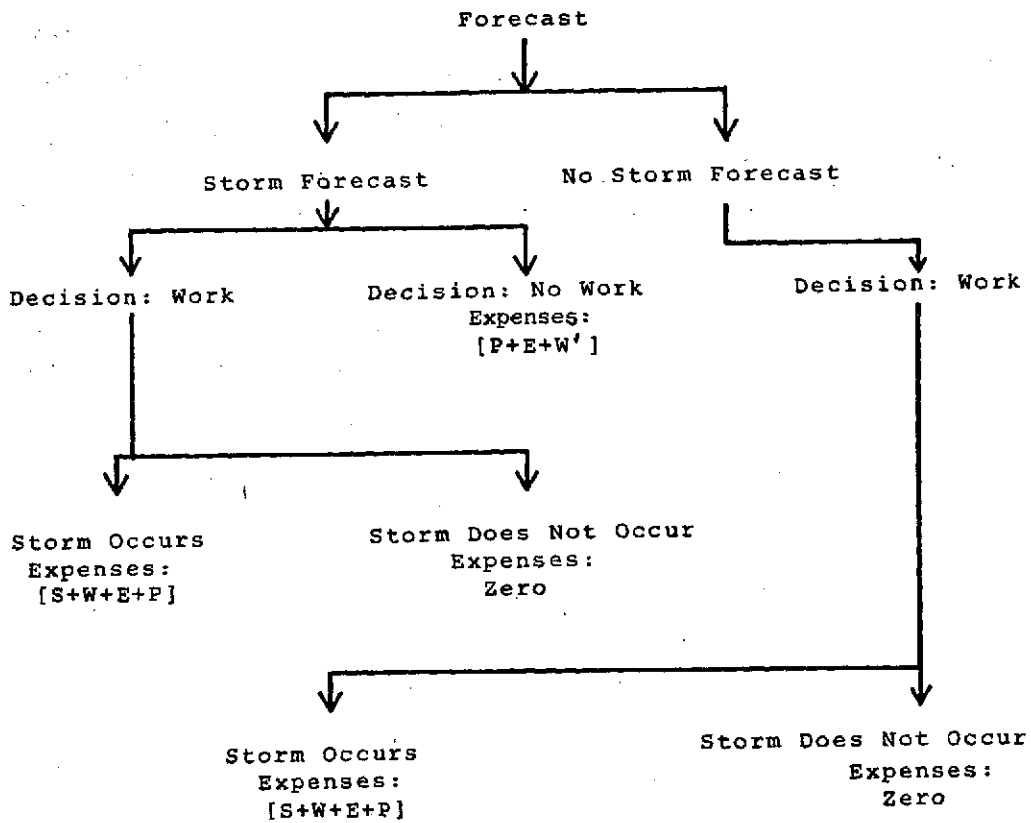 Forecast
Storm Forecast
No Storm Forecast
Decision: Work
Decision: No Work
Expenses:
[P+E+W']
Decision: Work
Storm Occurs
Expenses:
[S+W+E+P]
Storm Does Not Occur
Expenses:
Zero
Storm Occurs
Expenses:
[S+W+E+P]
Storm Does Not Occur
Expenses:
Zero